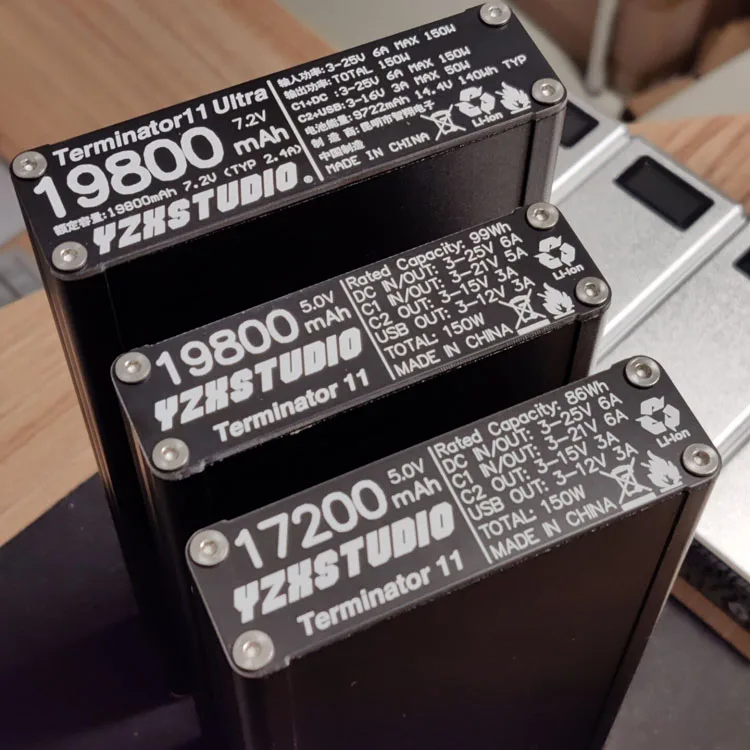 Terminator11 Ultra
19800 7.2V mAh
额定容量:19800mAh 7.2V (TYP 2.4A)
YZXSTUDIO.
输入功率:3-25V 6A MAX 150W
输出功率:TOTAL 150W
C1+DC :3-25V 6A MAX 150W
C2+USB:3-16V 3A MAX 50W
电池能量:9722mAh 14.4V 140Wh TYP
制 造 商:昆明市智翔电子
中国制造
MADE IN CHINA
Li-ion
19800 5.0V mAh
YZXSTUDIO
Terminator 11
Rated Capacity: 99Wh
DC IN/OUT: 3-25V 6A
C1 IN/OUT: 3-21V 5A
C2 OUT: 3-15V 3A
USB OUT: 3-12V 3A
TOTAL: 150W
MADE IN CHINA
Li-ion
17200 5.0V mAh
YZXSTUDIO
Terminator 11
Rated Capacity: 86Wh
DC IN/OUT: 3-25V 6A
C1 IN/OUT: 3-21V 6A
C2 OUT: 3-15V 3A
USB OUT: 3-12V 3A
TOTAL: 150W
MADE IN CHINA
Li-ion